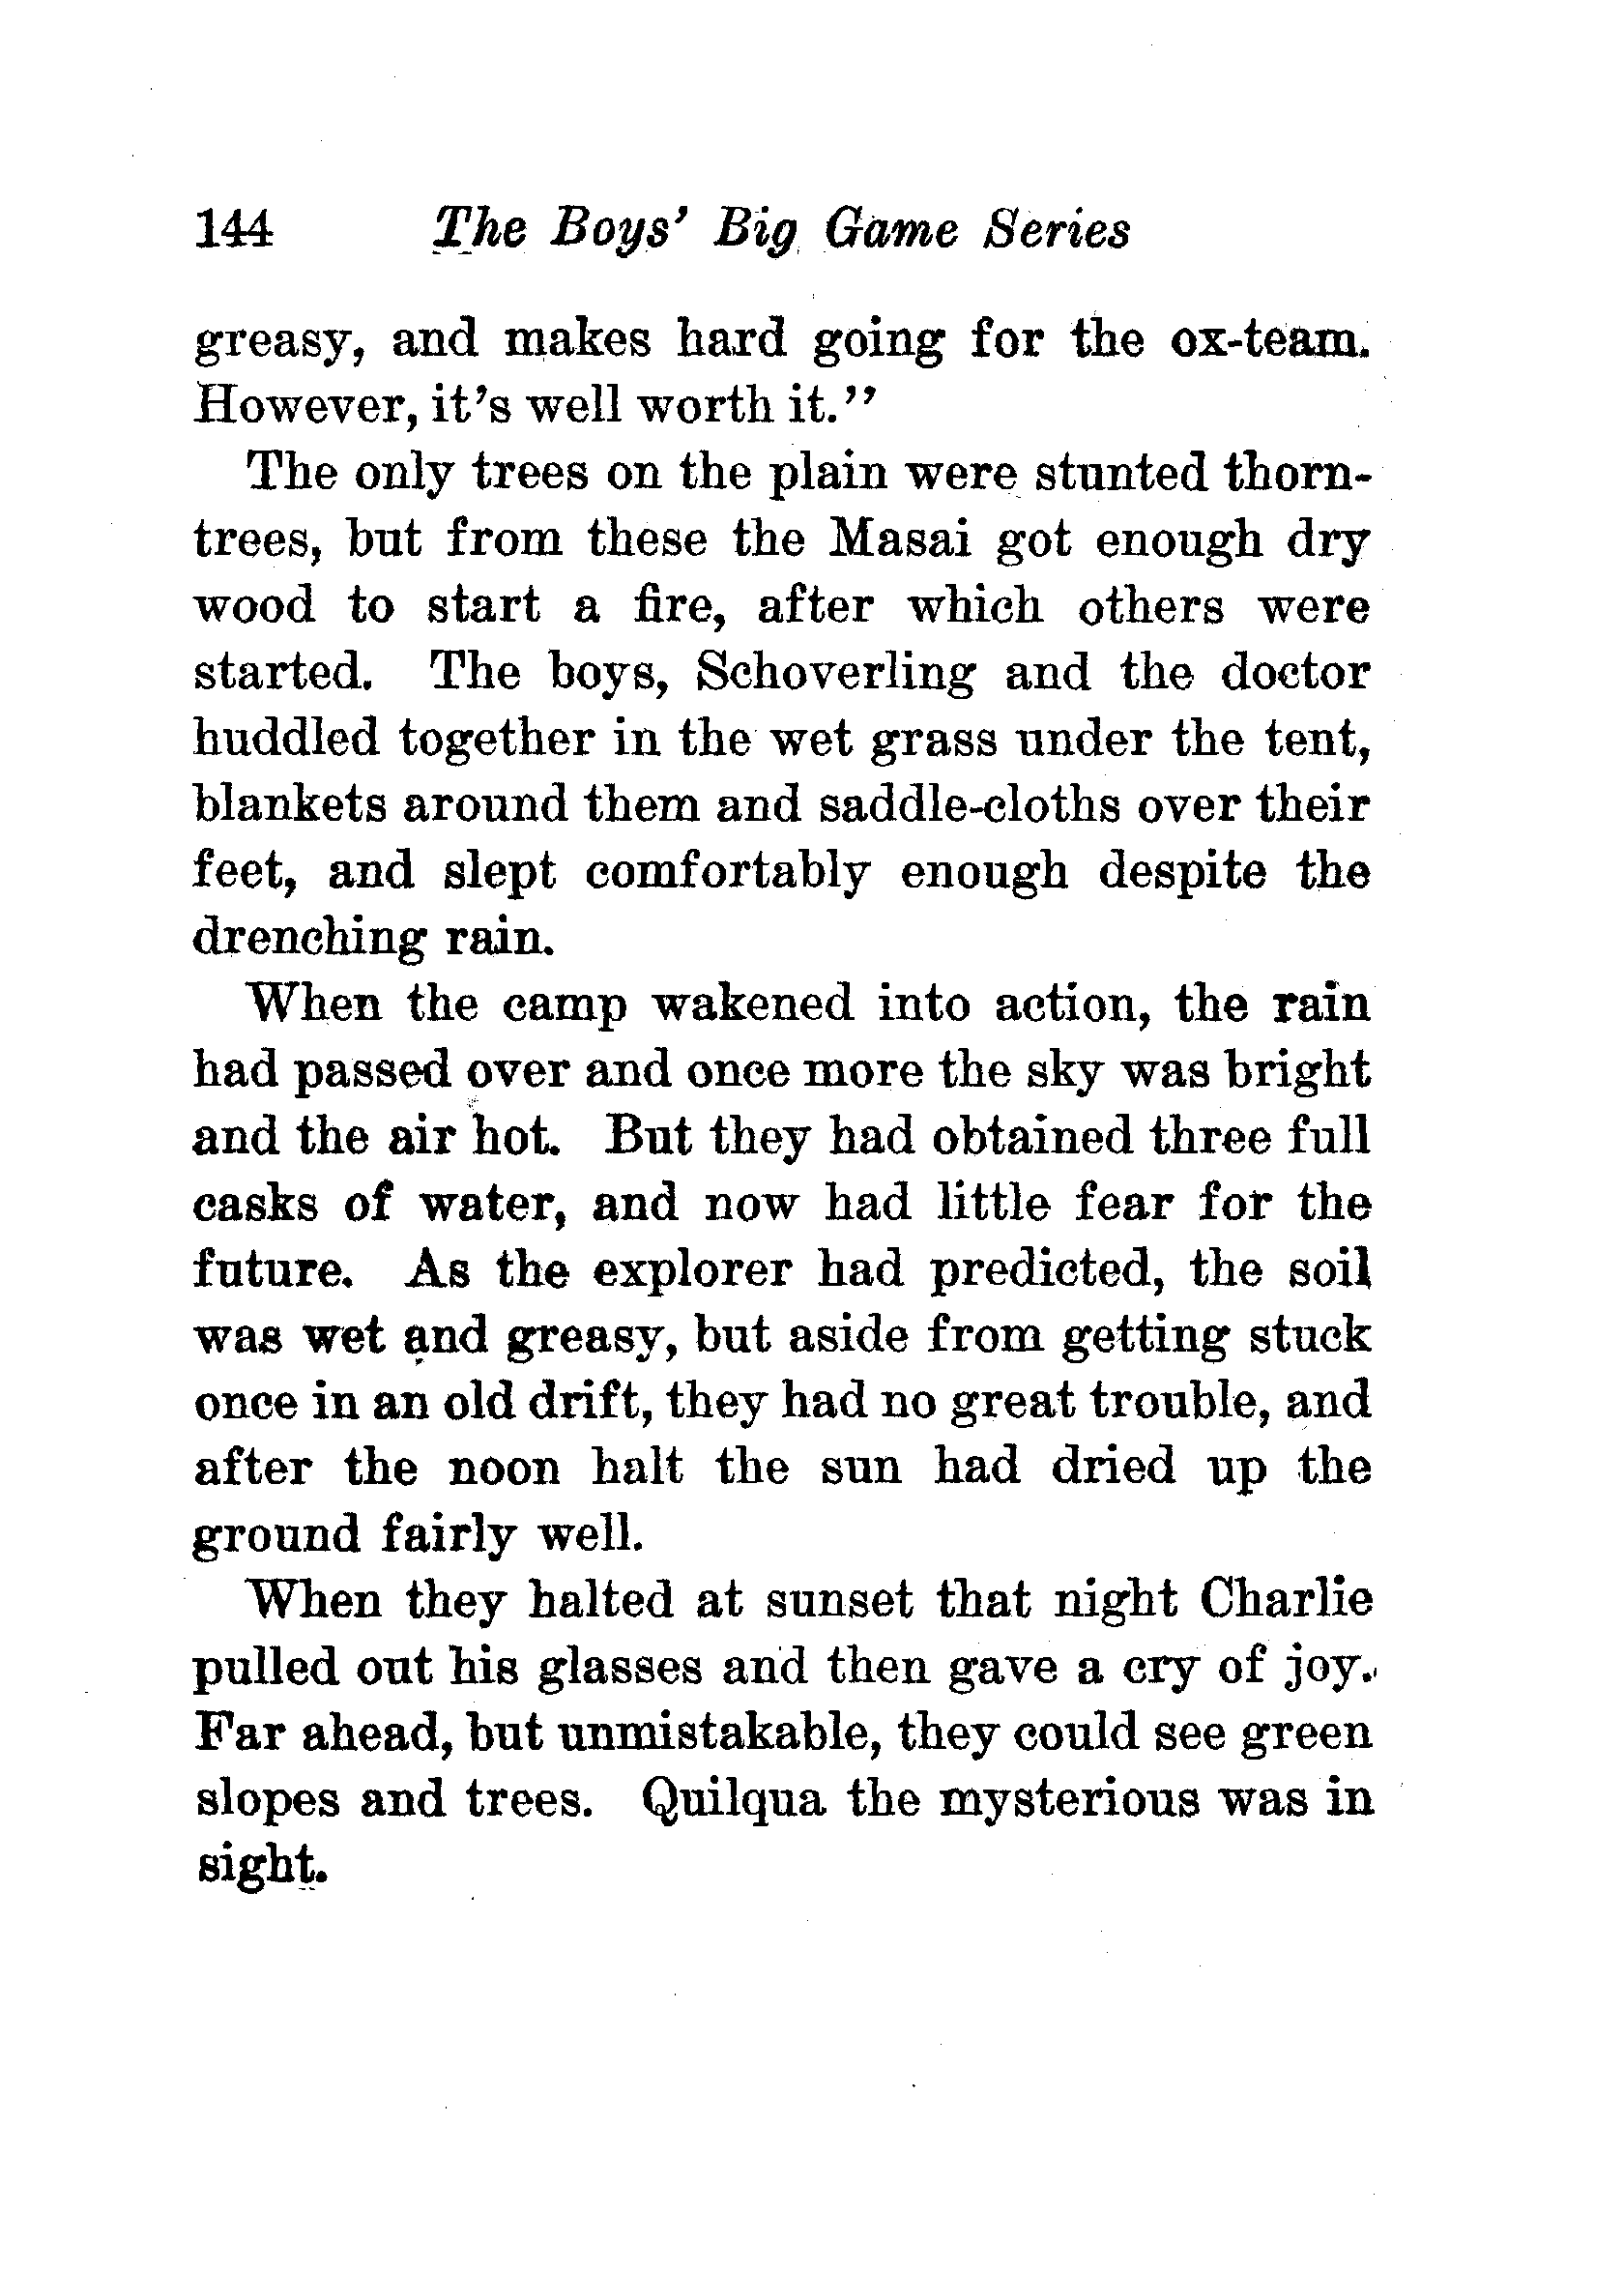 144 The Boys' Big Game Series
greasy, and makes hard going for the ox-team.
However, it's well worth it."
The only trees on the plain were stunted thorn-
trees, but from these the Masai got enough dry
wood to start a fire, after which others were
started. The boys, Schoverling and the doctor
huddled together in the wet grass under the tent,
blankets around them and saddle-cloths over their
feet, and slept comfortably enough despite the
drenching rain.
When the camp wakened into action, the rain
had passed over and once more the sky was bright
and the air hot. But they had obtained three full
casks of water, and now had little fear for the
future. As the explorer had predicted, the soil
was wet and greasy, but aside from getting stuck
once in an old drift, they had no great trouble, and
after the noon halt the sun had dried up the
ground fairly well.
When they halted at sunset that night Charlie
pulled out his glasses and then gave a cry of joy.
Far ahead, but unmistakable, they could see green
slopes and trees. Quilqua the mysterious was in
sight.